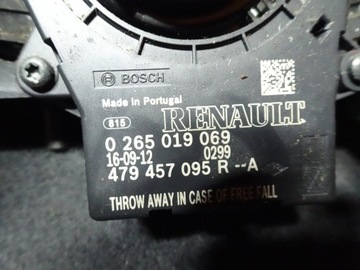 BOSCH
Made in Portugal
815 RENAULT
0 265 019 069
16-09-12 0299
479 457 095 R --A
THROW AWAY IN CASE OF FREE FALL